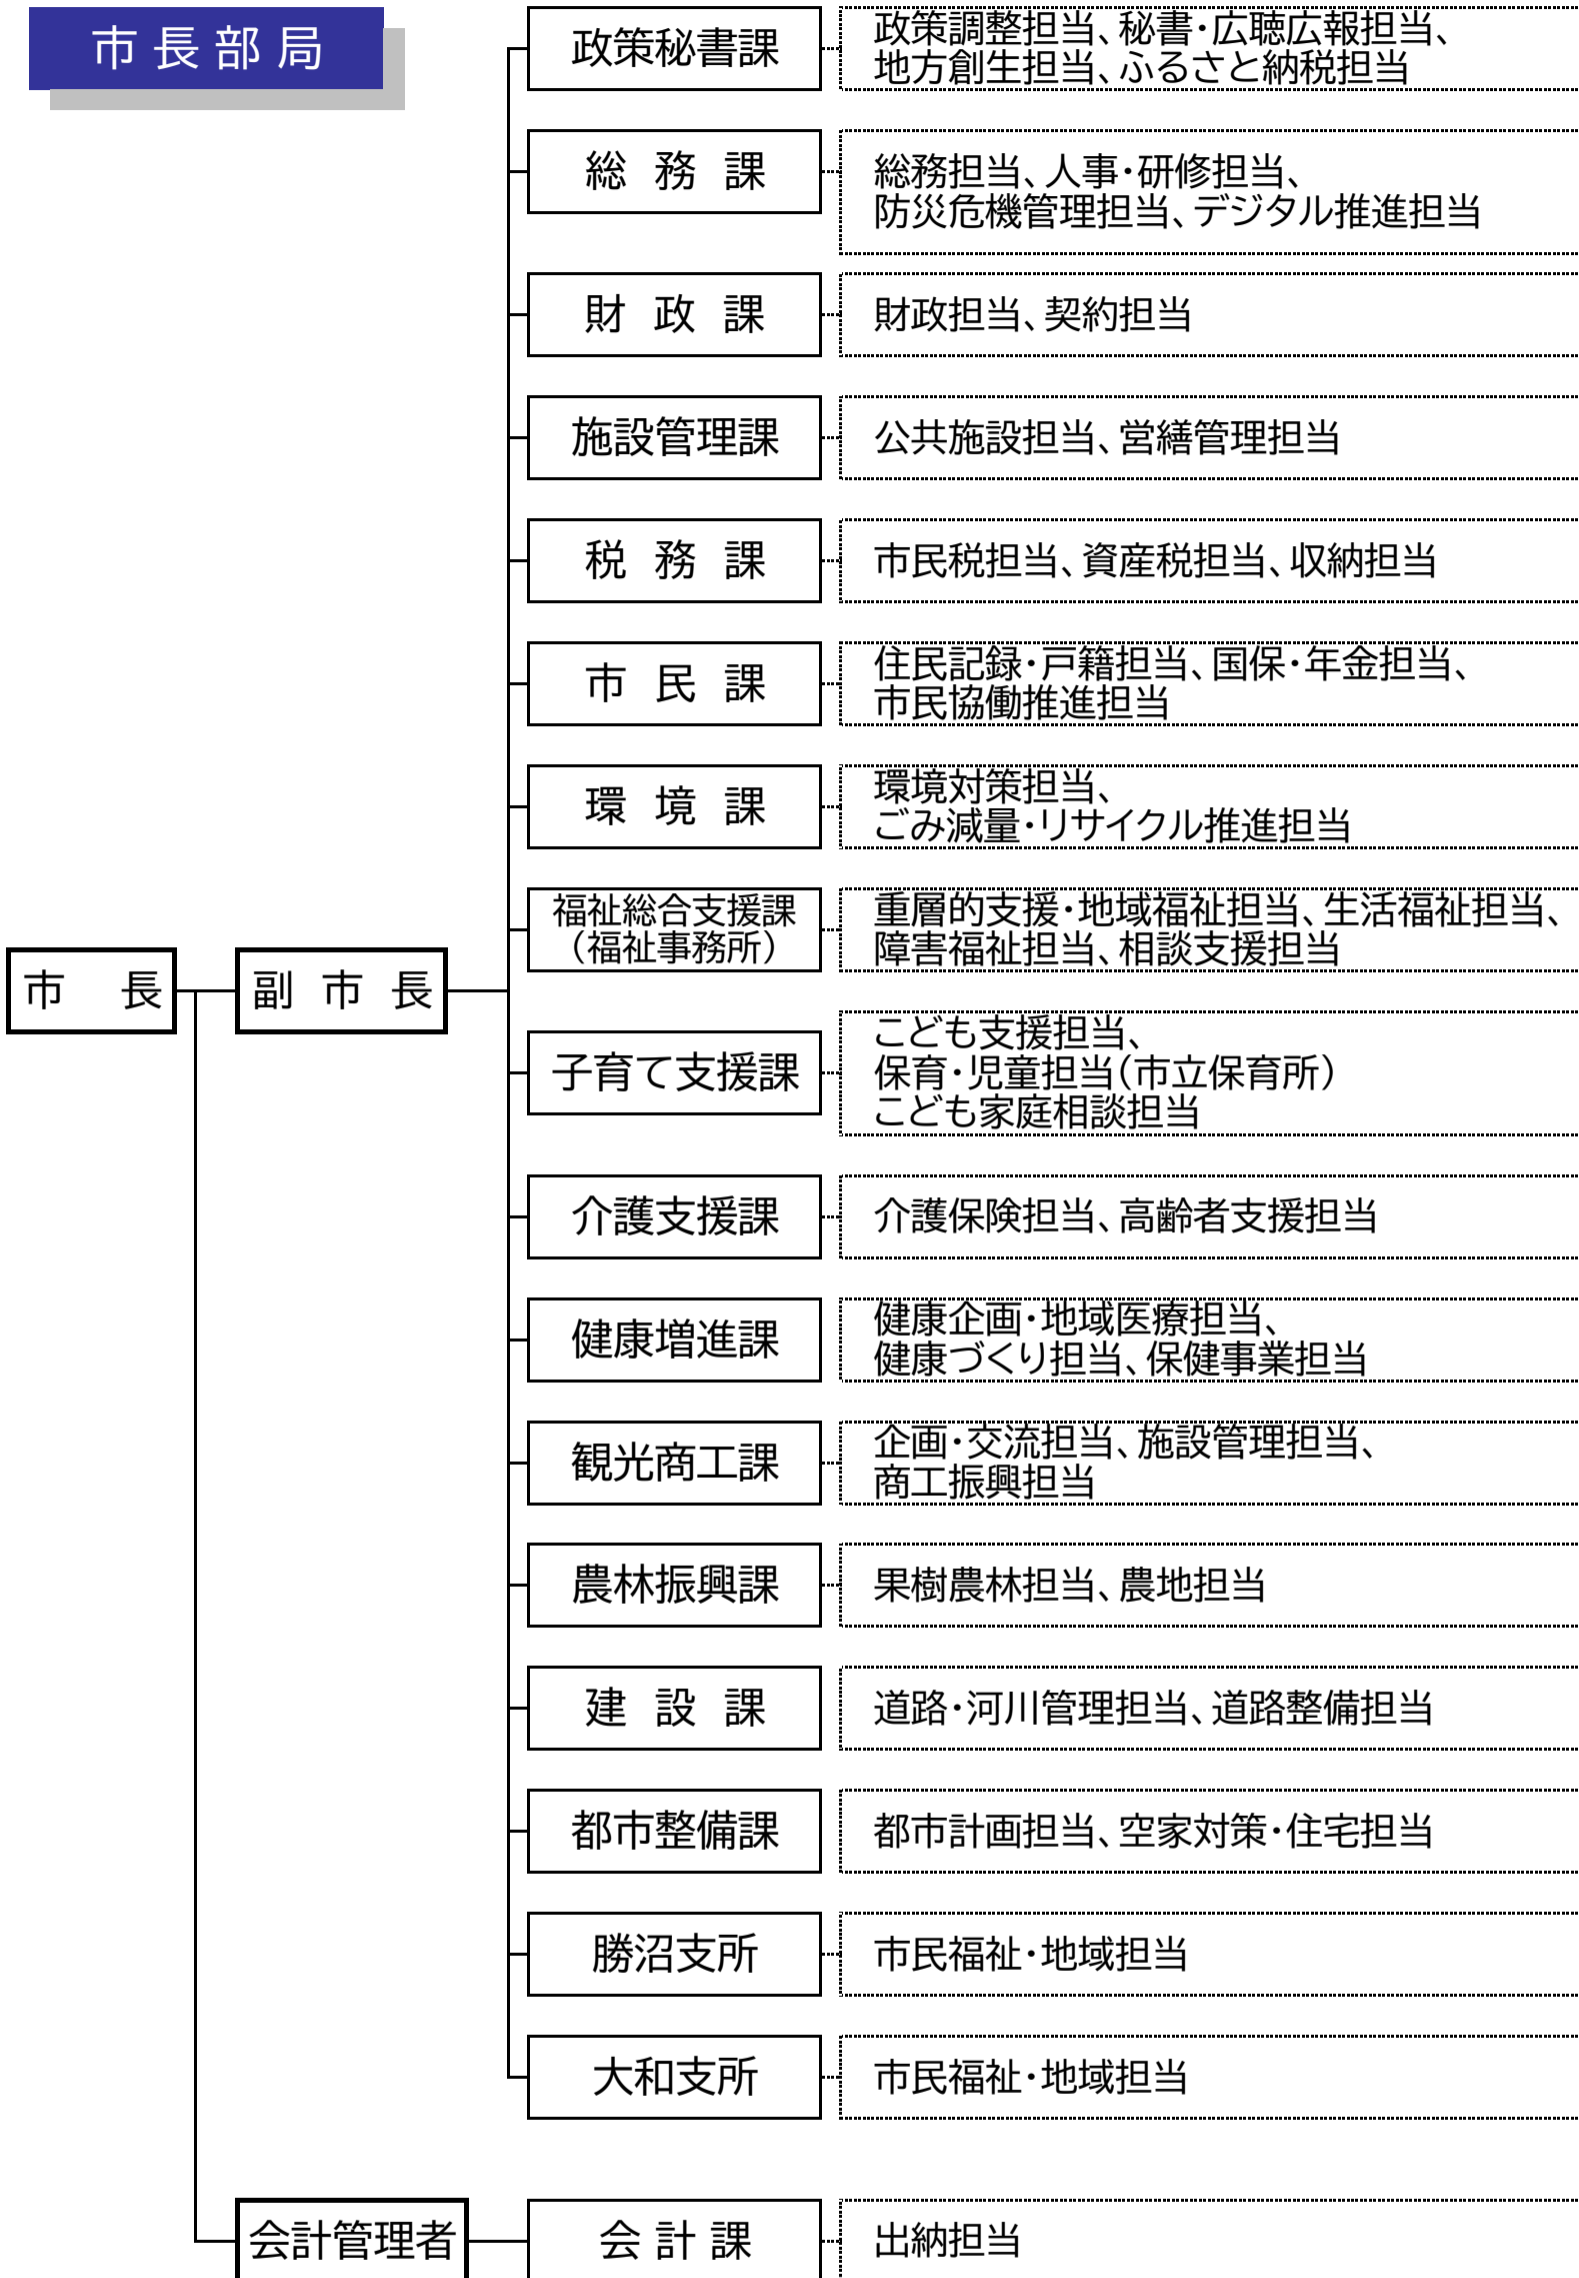 市長部局
政策秘書課
政策調整担当、秘書・広聴広報担当、
地方創生担当、ふるさと納税担当
総務課
総務担当、人事・研修担当、
防災危機管理担当、デジタル推進担当
財政課
財政担当、契約担当
施設管理課
公共施設担当、営繕管理担当
税務課
市民税担当、資産税担当、収納担当
市民課
住民記録・戸籍担当、国保・年金担当、
市民協働推進担当
環境課
環境対策担当、
ごみ減量・リサイクル推進担当
福祉総合支援課
（福祉事務所）
重層的支援・地域福祉担当、生活福祉担当、
障害福祉担当、相談支援担当
市長
副市長
子育て支援課
こども支援担当、
保育・児童担当（市立保育所）
こども家庭相談担当
介護支援課
介護保険担当、高齢者支援担当
健康増進課
健康企画・地域医療担当、
健康づくり担当、保健事業担当
観光商工課
企画・交流担当、施設管理担当、
商工振興担当
農林振興課
果樹農林担当、農地担当
建設課
道路・河川管理担当、道路整備担当
都市整備課
都市計画担当、空家対策・住宅担当
勝沼支所
市民福祉・地域担当
大和支所
市民福祉・地域担当
会計管理者
会計課
出納担当